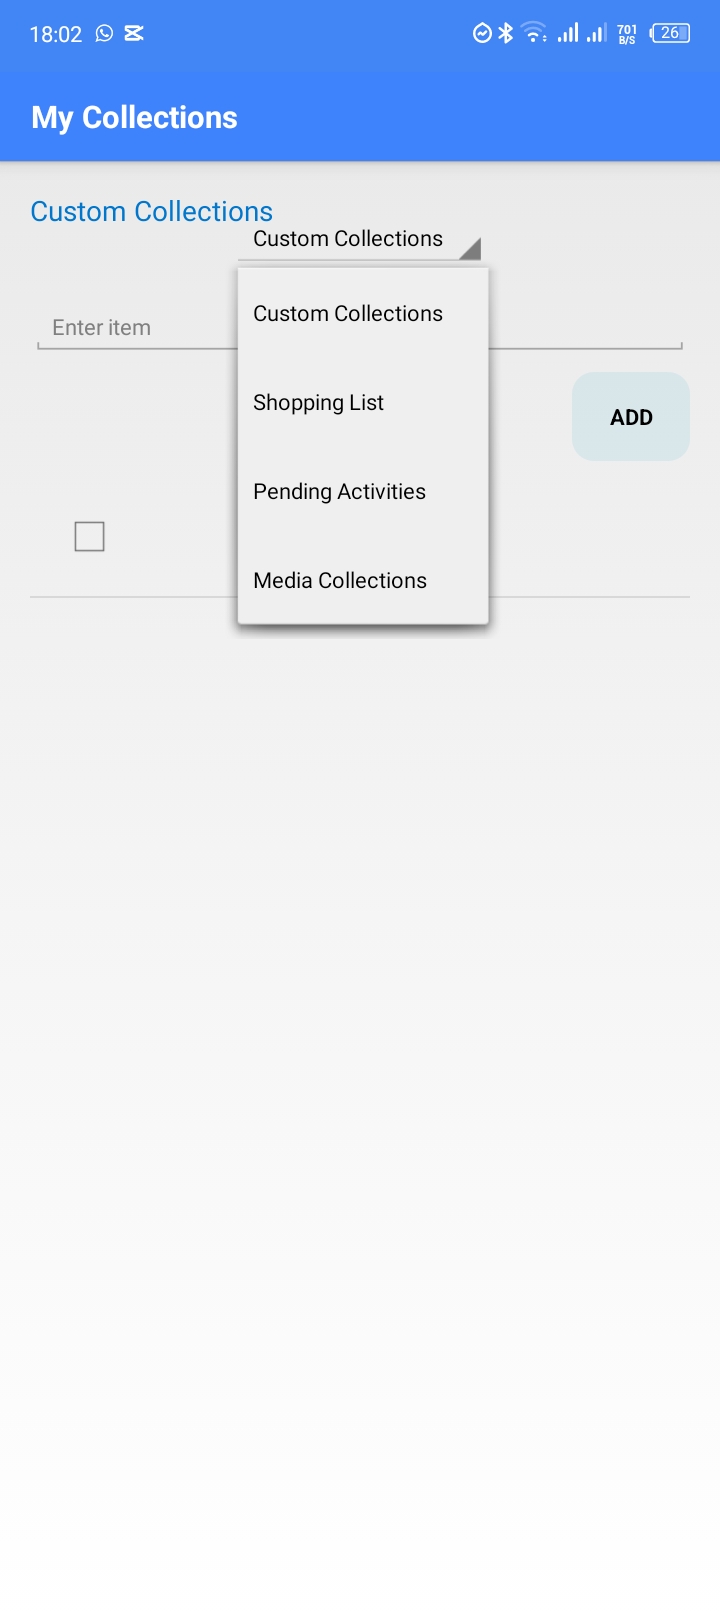 18:02
701
B/S
26
My Collections
Custom Collections
Custom Collections
Custom Collections
Enter item
Shopping List
ADD
Pending Activities
Media Collections